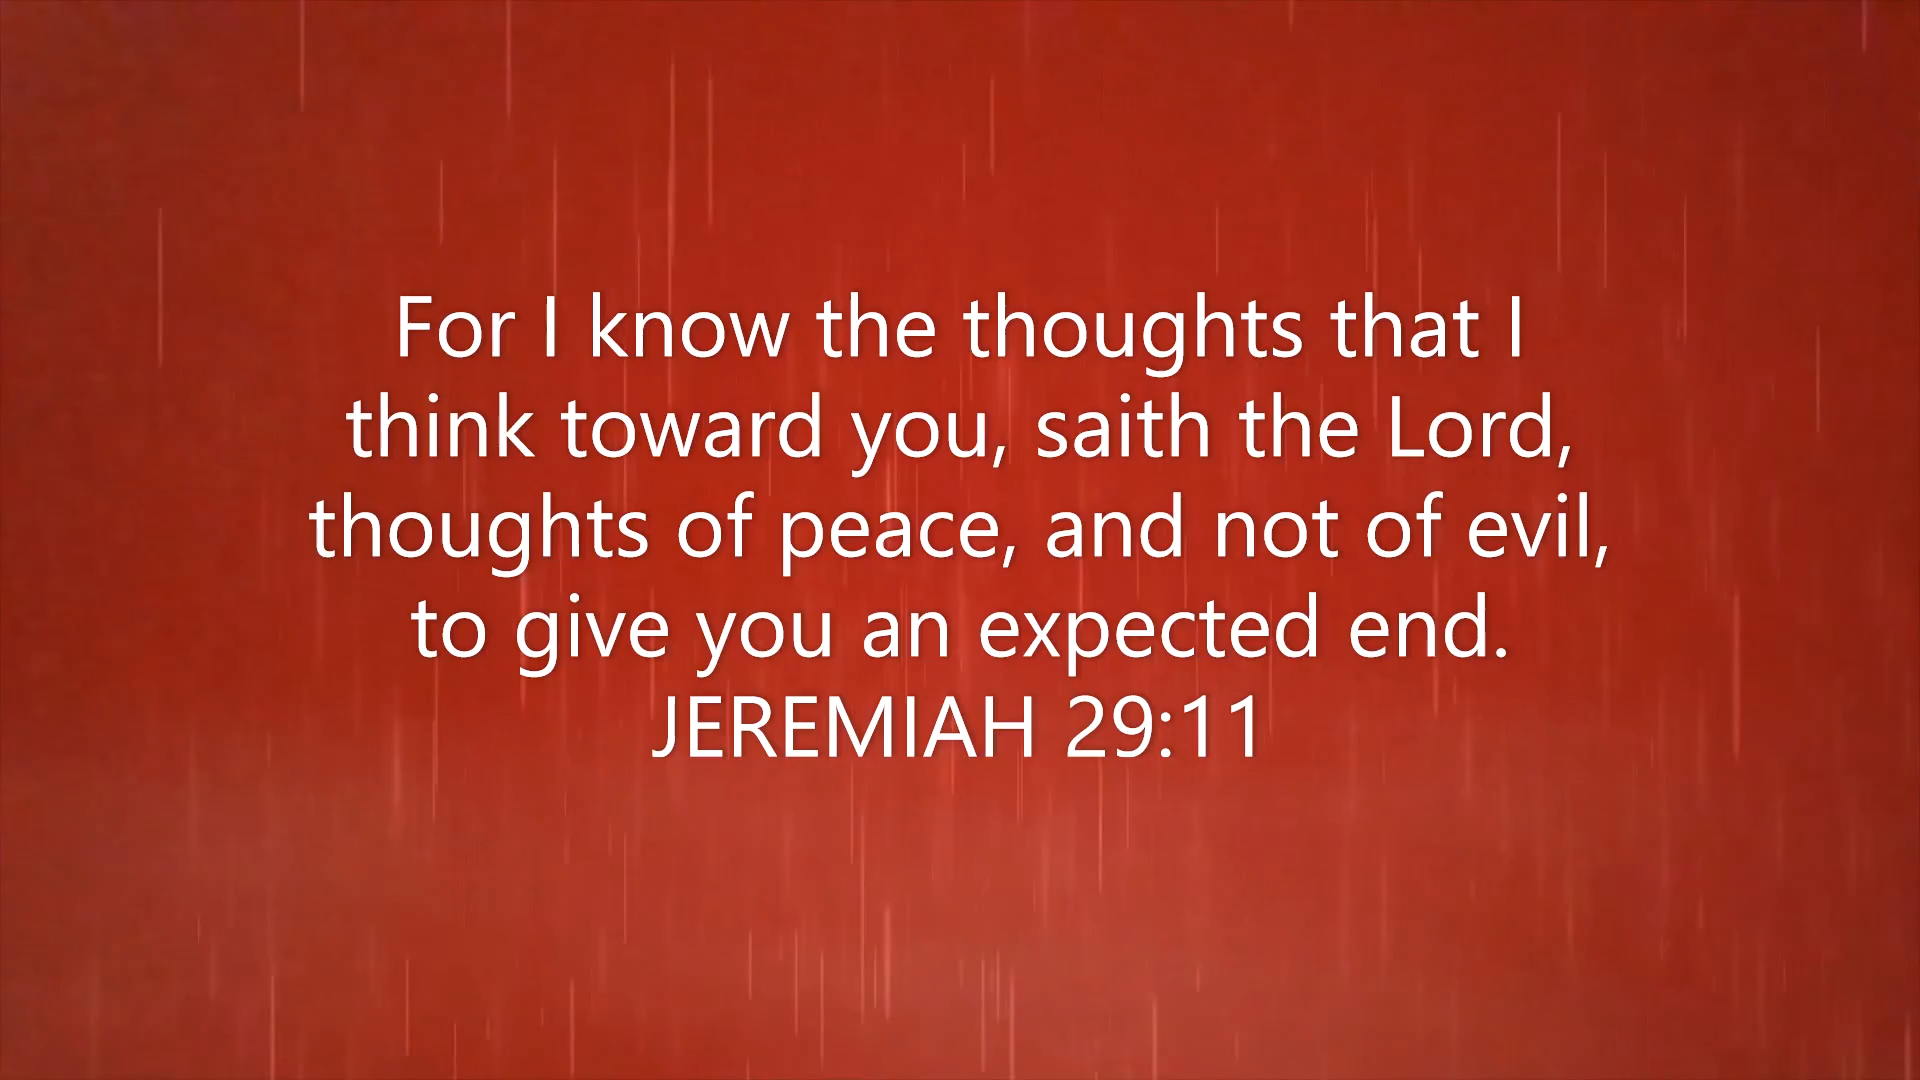 For I know the thoughts that I
think toward you, saith the Lord,
thoughts of peace, and not of evil,
to give you an expected end.
JEREMIAH 29:11